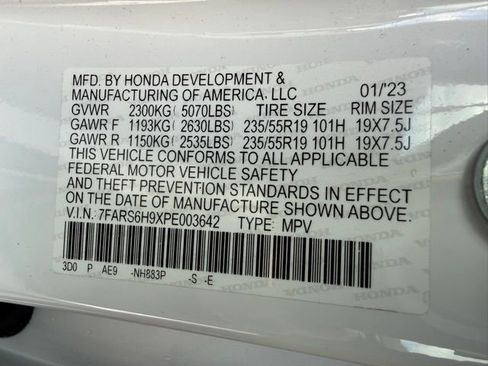 MFD. BY HONDA DEVELOPMENT &
MANUFACTURING OF AMERICA, LLC 01/'23
GVWR 2300KG( 5070LBS) TIRE SIZE RIM SIZE
GAWR F 1193KG( 2630LBS) 235/55R19 101H 19X7.5J
GAWR R 1150KG( 2535LBS) 235/55R19 101H 19X7.5J
THIS VEHICLE CONFORMS TO ALL APPLICABLE
FEDERAL MOTOR VEHICLE SAFETY
AND THEFT PREVENTION STANDARDS IN EFFECT
ON THE DATE OF MANUFACTURE SHOWN ABOVE.
V.I.N.: 7FARS6H9XPE003642 TYPE: MPV
3D0 P AE9 -NH883P -S -E